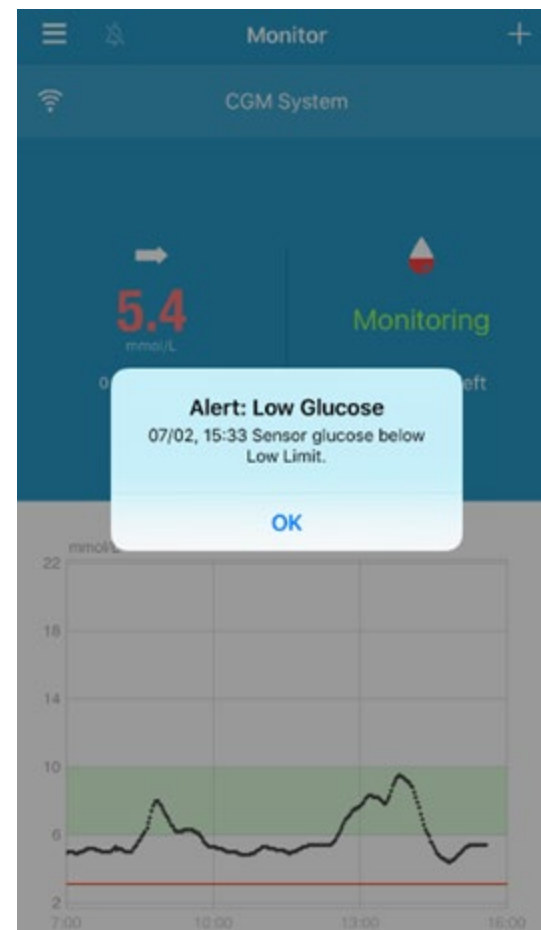 Monitor
CGM System
5.4
mmol/L
Monitoring
0
eft
Alert: Low Glucose
07/02, 15:33 Sensor glucose below
Low Limit.
OK
22
18
14
10
6
2
7:00 10:00 13:00 16:00